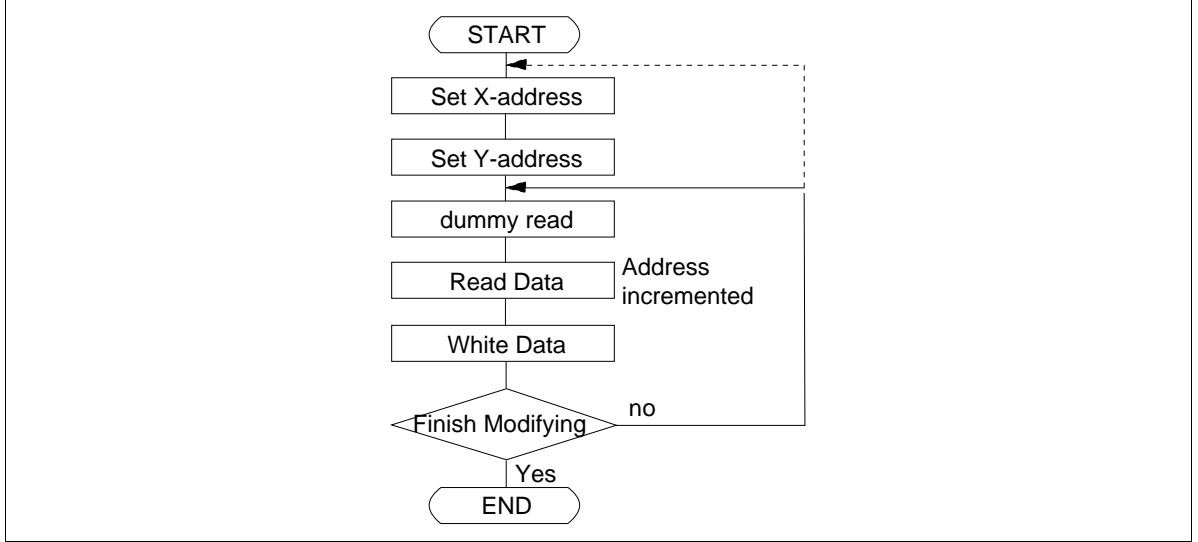 START
Set X-address
Set Y-address
dummy read
Read Data
Address
incremented
White Data
Finish Modifying
no
Yes
END